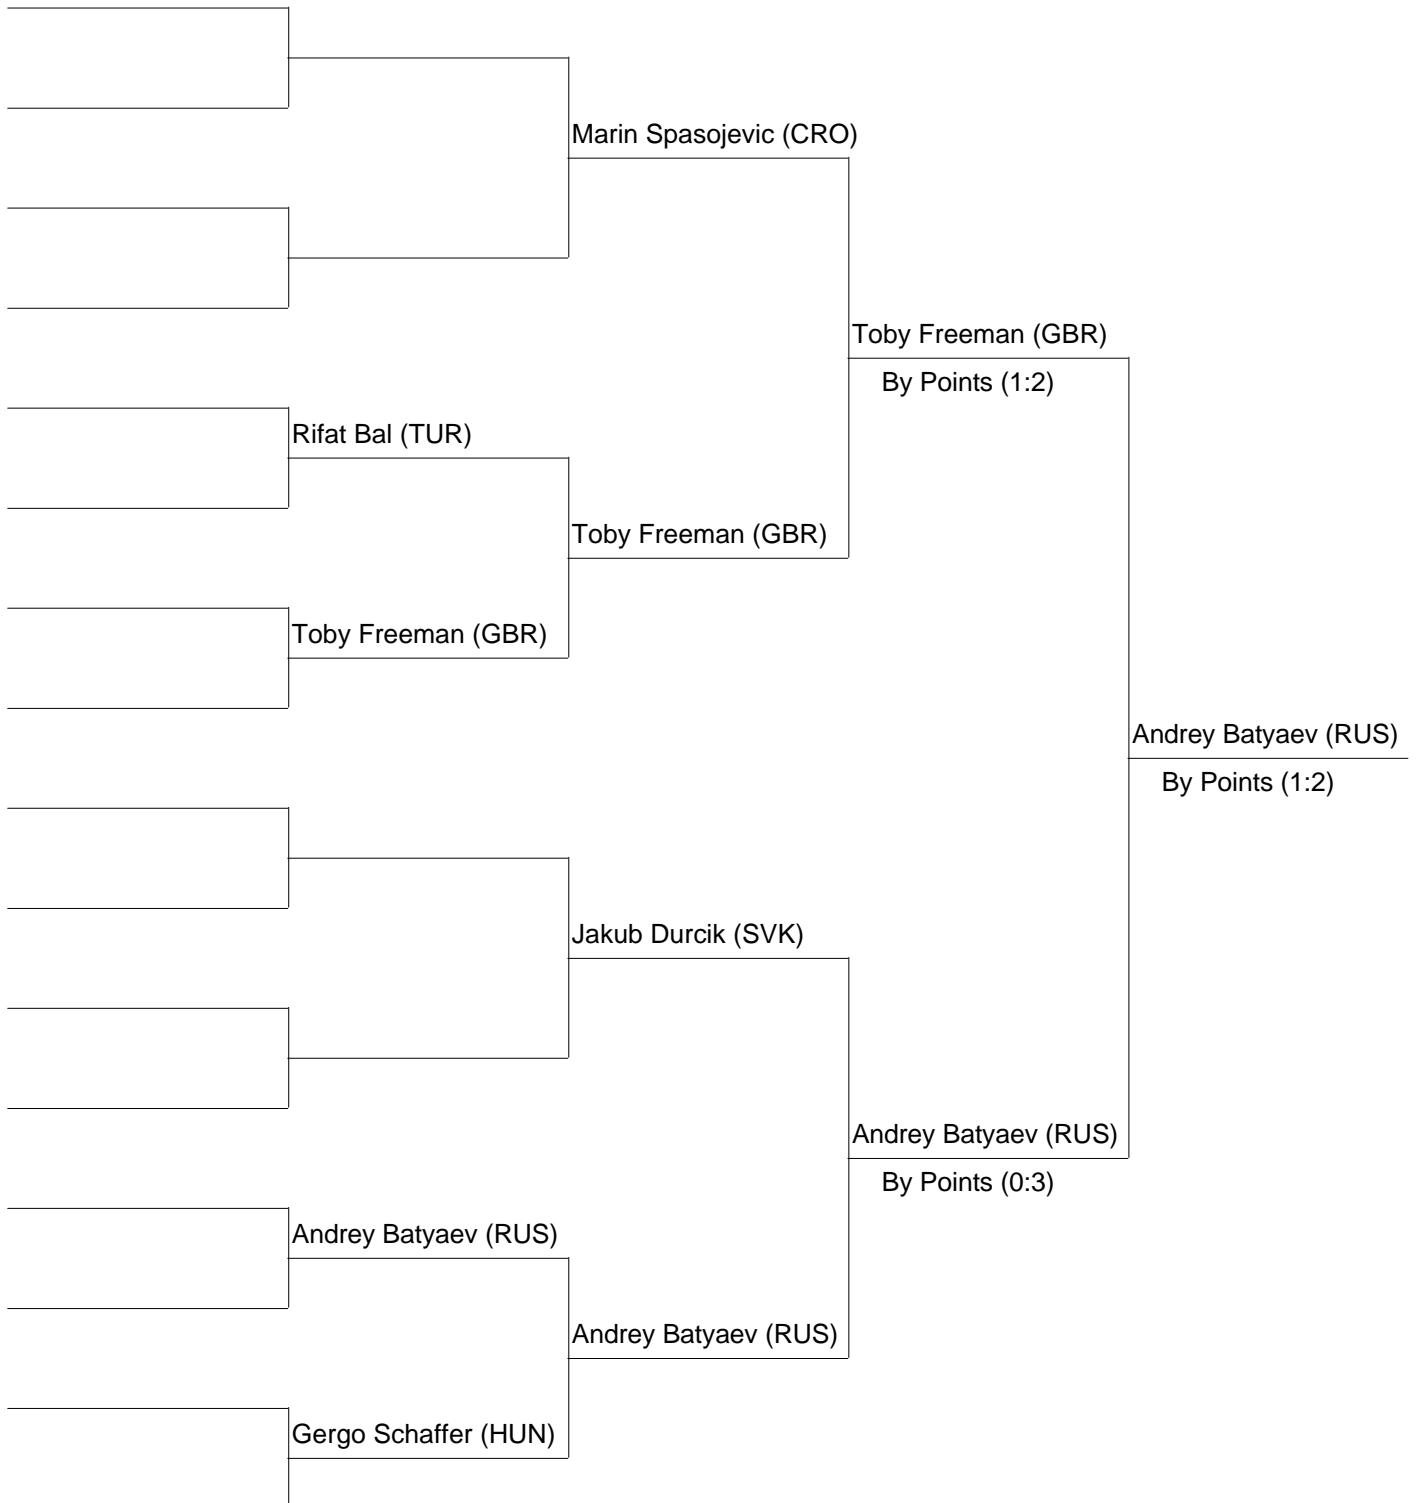 Marin Spasojevic (CRO)
Toby Freeman (GBR)
By Points (1:2)
Rifat Bal (TUR)
Toby Freeman (GBR)
Toby Freeman (GBR)
Andrey Batyaev (RUS)
By Points (1:2)
Jakub Durcik (SVK)
Andrey Batyaev (RUS)
By Points (0:3)
Andrey Batyaev (RUS)
Andrey Batyaev (RUS)
Gergo Schaffer (HUN)